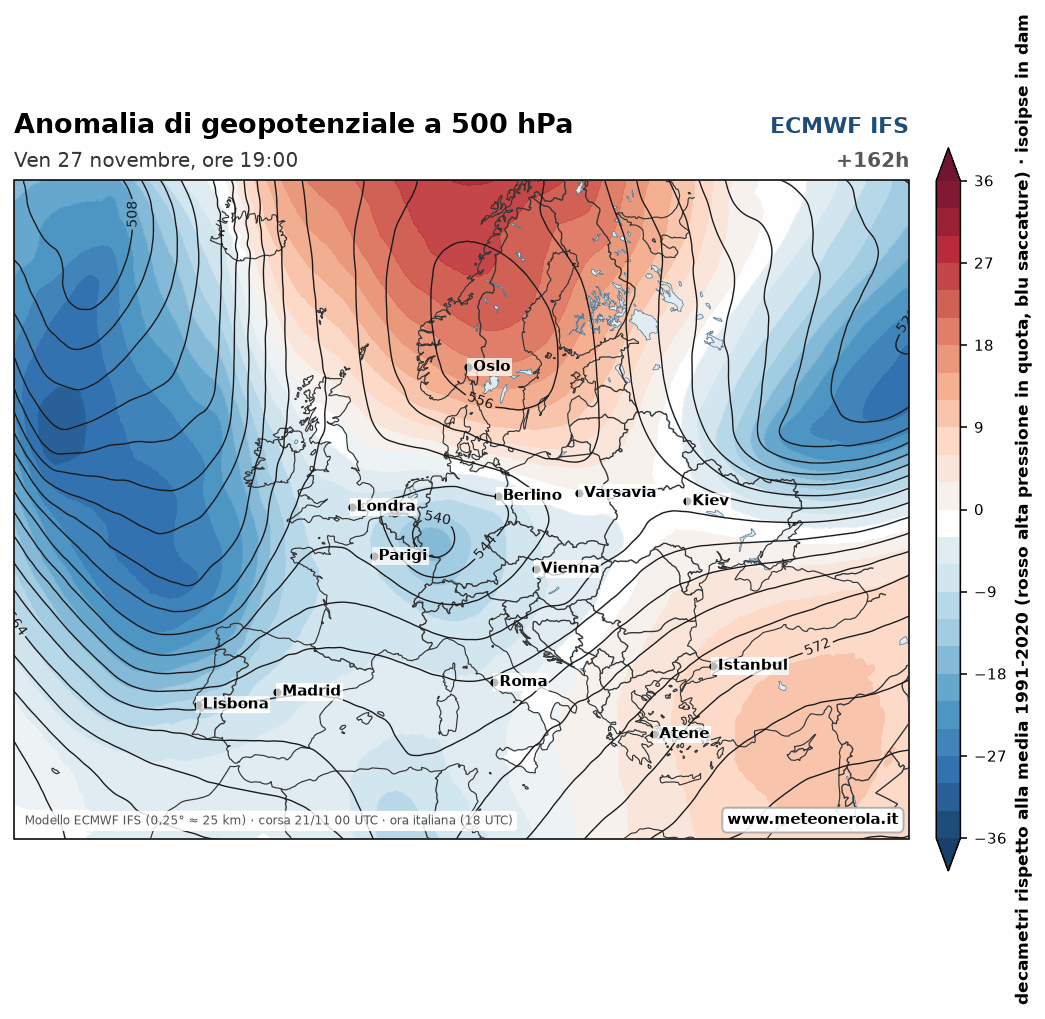 Anomalia di geopotenziale a 500 hPa
ECMWF IFS
Ven 27 novembre, ore 19:00
+162h
508
Oslo
556
Berlino
Varsavia
Kiev
Londra
540
544
Parigi
Vienna
64
572
Istanbul
Roma
Madrid
Lisbona
Atene
52
Modello ECMWF IFS (0,25° ≈ 25 km) · corsa 21/11 00 UTC · ora italiana (18 UTC)
www.meteonerola.it
36
27
18
9
0
−9
−18
−27
−36
decametri rispetto alla media 1991-2020 (rosso alta pressione in quota, blu saccature) · isoipse in dam